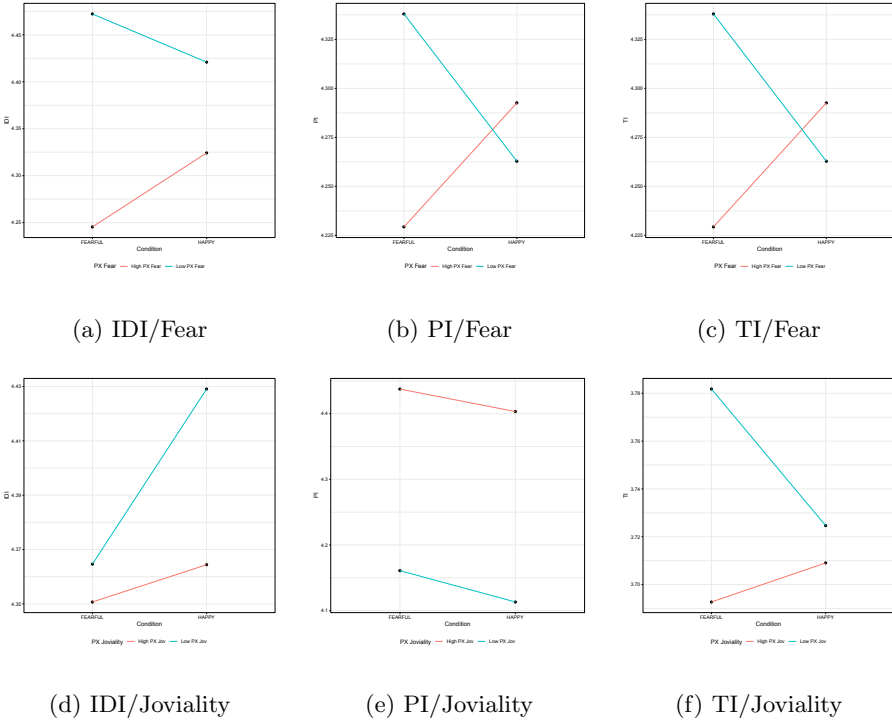 IDI
4.45
4.40
4.35
4.30
4.25
FEARFUL HAPPY
Condition
PX Fear High PX Fear Low PX Fear
(a) IDI/Fear
PI
4.325
4.300
4.275
4.250
4.225
FEARFUL HAPPY
Condition
PX Fear High PX Fear Low PX Fear
(b) PI/Fear
TI
4.325
4.300
4.275
4.250
4.225
FEARFUL HAPPY
Condition
PX Fear High PX Fear Low PX Fear
(c) TI/Fear
IDI
4.43
4.41
4.39
4.37
4.35
FEARFUL HAPPY
Condition
PX Joviality High PX Jov Low PX Jov
(d) IDI/Joviality
PI
4.4
4.3
4.2
4.1
FEARFUL HAPPY
Condition
PX Joviality High PX Jov Low PX Jov
(e) PI/Joviality
TI
3.78
3.76
3.74
3.72
3.70
FEARFUL HAPPY
Condition
PX Joviality High PX Jov Low PX Jov
(f) TI/Joviality